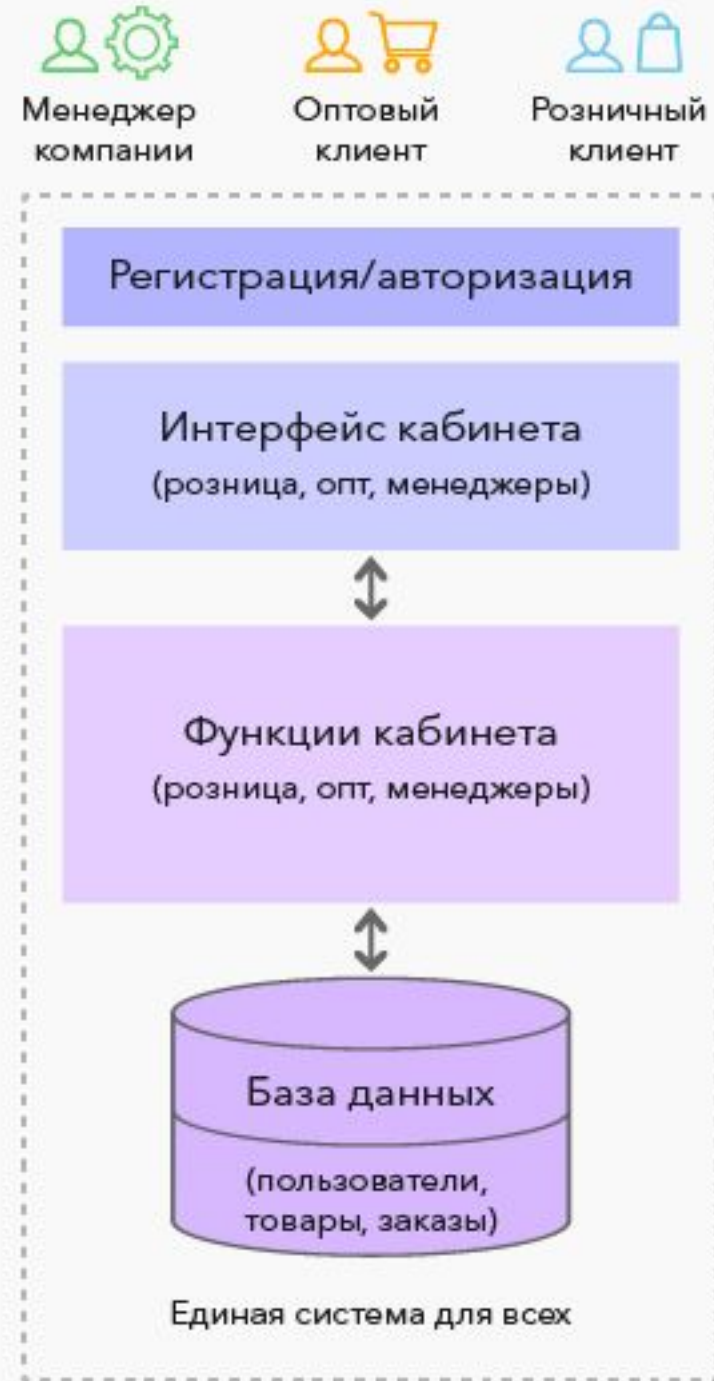 Менеджер
компании
Оптовый
клиент
Розничный
клиент
Регистрация/авторизация
Интерфейс кабинета
(розница, опт, менеджеры)
Функции кабинета
(розница, опт, менеджеры)
База данных
(пользователи,
товары, заказы)
Единая система для всех